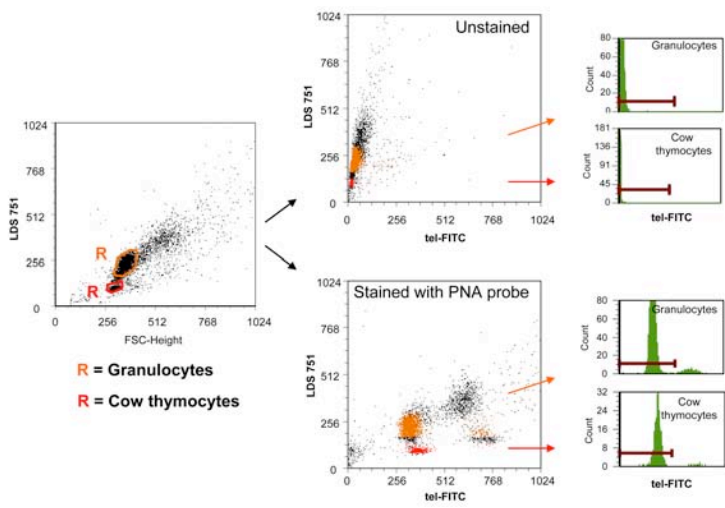 1024
768
512
256
0
LDS 751
0 256 512 768 1024
FSC-Height
R
R
R = Granulocytes
R = Cow thymocytes
Unstained
1024
768
512
256
0
LDS 751
0 256 512 768 1024
tel-FITC
Granulocytes
80
60
40
20
0
Count
Cow
thymocytes
181
136
91
45
0
Count
tel-FITC
Stained with PNA probe
1024
768
512
256
0
LDS 751
0 256 512 768 1024
tel-FITC
Granulocytes
80
60
40
20
0
Count
Cow
thymocytes
32
24
16
8
0
Count
tel-FITC